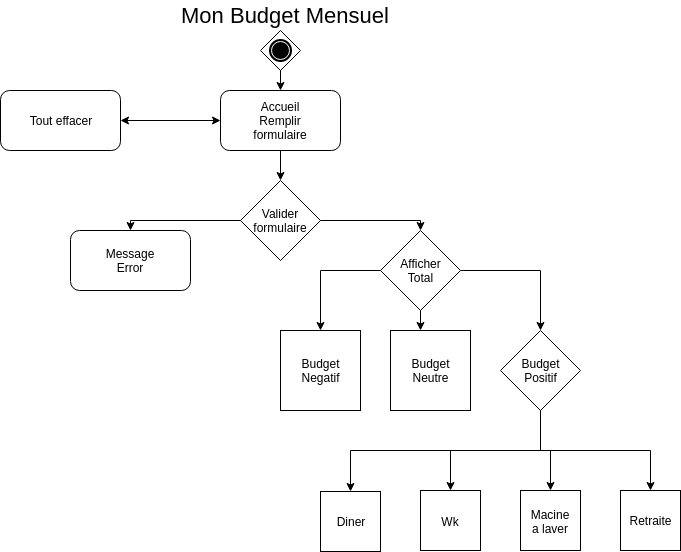 Mon Budget Mensuel
Tout effacer
Accueil
Remplir
formulaire
Valider
formulaire
Message
Error
Afficher
Total
Budget
Negatif
Budget
Neutre
Budget
Positif
Diner
Wk
Macine
a laver
Retraite